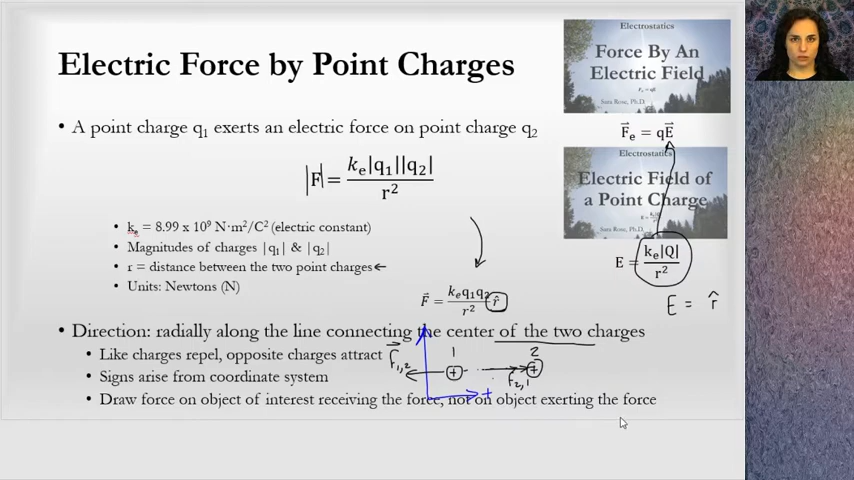 Electric Force by Point Charges
• A point charge q₁ exerts an electric force on point charge q₂
|F| = kₑ|q₁||q₂| / r²
• kₑ = 8.99 x 10⁹ N·m²/C² (electric constant)
• Magnitudes of charges |q₁| & |q₂|
• r = distance between the two point charges
• Units: Newtons (N)
F⃗ = kₑq₁q₂ / r² r̂
• Direction: radially along the line connecting the center of the two charges
• Like charges repel, opposite charges attract
• Signs arise from coordinate system
• Draw force on object of interest receiving the force, not on object exerting the force
F⃗₁,₂
1
2
+
+
F₂,₁
+
Electrostatics
Force By An
Electric Field
Sara Rose, Ph.D.
F⃗ₑ = qE⃗
Electrostatics
Electric Field of
a Point Charge
E = kₑ|Q| / r²
E = r̂